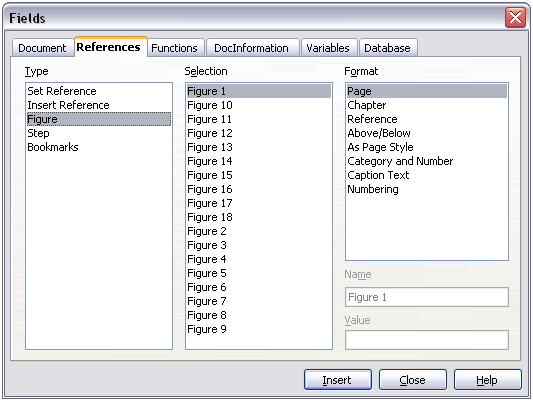 Fields
Document References Functions DocInformation Variables Database
Type
Set Reference
Insert Reference
Figure
Step
Bookmarks
Selection
Figure 1
Figure 10
Figure 11
Figure 12
Figure 13
Figure 14
Figure 15
Figure 16
Figure 17
Figure 18
Figure 2
Figure 3
Figure 4
Figure 5
Figure 6
Figure 7
Figure 8
Figure 9
Format
Page
Chapter
Reference
Above/Below
As Page Style
Category and Number
Caption Text
Numbering
Name
Figure 1
Value
Insert Close Help